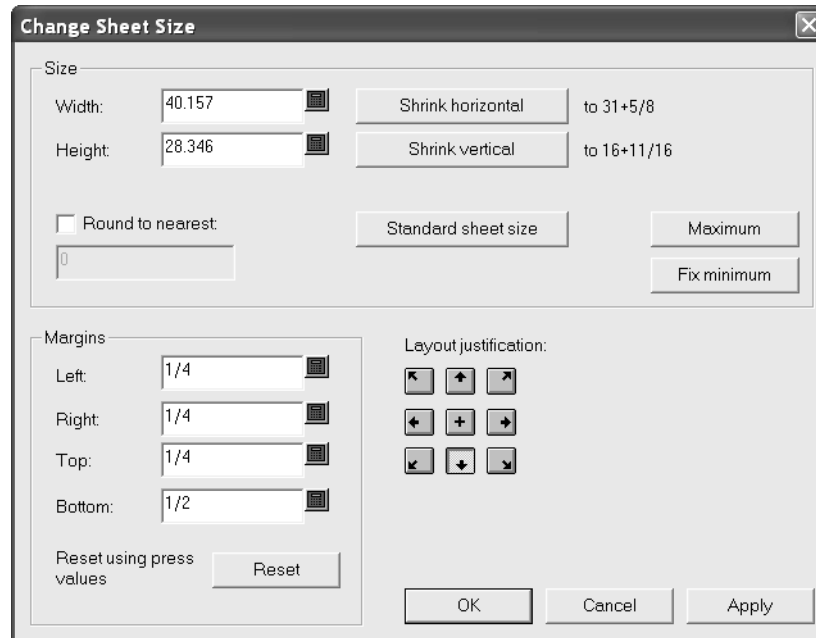 Change Sheet Size
Size
Width: 40.157 Shrink horizontal to 31+5/8
Height: 28.346 Shrink vertical to 16+11/16
Round to nearest: Standard sheet size Maximum
0
Fix minimum
Margins
Layout justification:
Left: 1/4
Right: 1/4
Top: 1/4
Bottom: 1/2
Reset using press
values
Reset
OK Cancel Apply